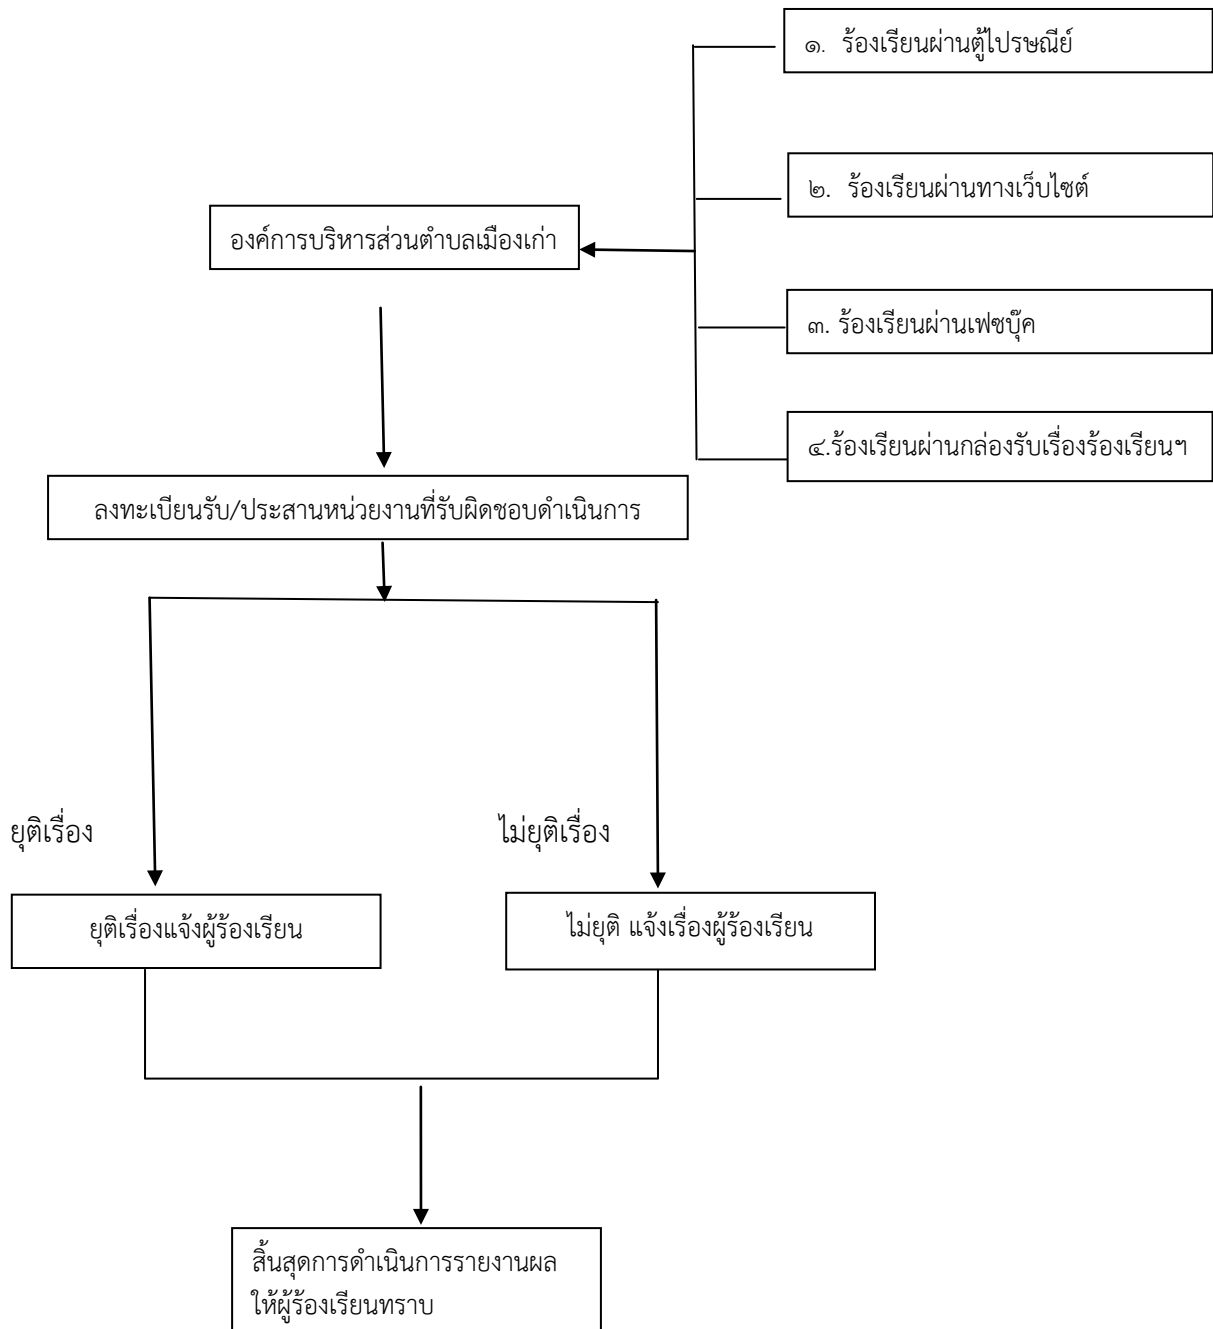 ๑. ร้องเรียนผ่านตู้ไปรษณีย์
๒. ร้องเรียนผ่านทางเว็บไซต์
องค์การบริหารส่วนตำบลเมืองเก่า
๓. ร้องเรียนผ่านเฟซบุ๊ค
๔.ร้องเรียนผ่านกล่องรับเรื่องร้องเรียนฯ
ลงทะเบียนรับ/ประสานหน่วยงานที่รับผิดชอบดำเนินการ
ยุติเรื่อง
ไม่ยุติเรื่อง
ยุติเรื่องแจ้งผู้ร้องเรียน
ไม่ยุติ แจ้งเรื่องผู้ร้องเรียน
สิ้นสุดการดำเนินการรายงานผล
ให้ผู้ร้องเรียนทราบ